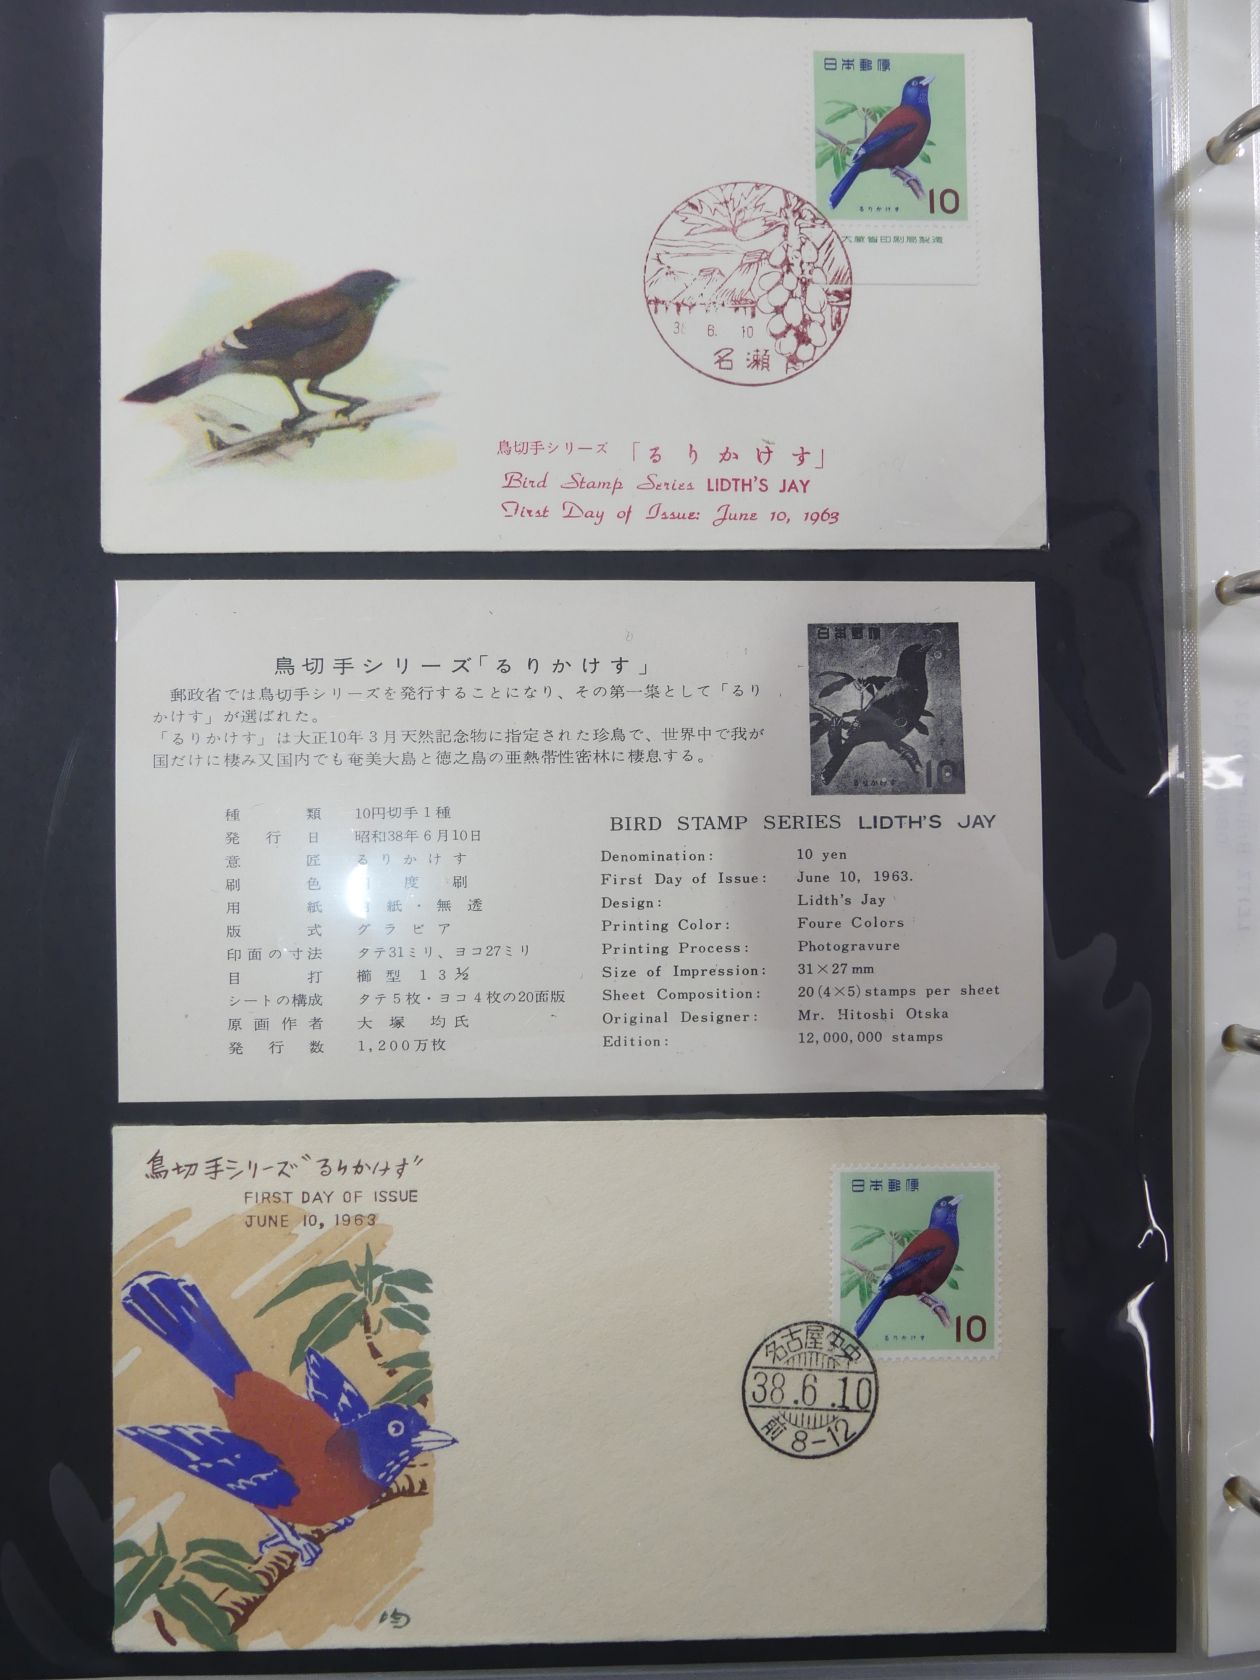 日本郵便
るりかけす
10
大蔵省印刷局製造
38 6. 10
名瀬
鳥切手シリーズ「るりかけす」
Bird Stamp Series LIDTH'S JAY
First Day of Issue: June 10, 1963
鳥切手シリーズ「るりかけす」
郵政省では鳥切手シリーズを発行することになり、その第一集として「るり
かけす」が選ばれた。
「るりかけす」は大正10年3月天然記念物に指定された珍鳥で、世界中で我が
国だけに棲み又国内でも奄美大島と徳之島の亜熱帯性密林に棲息する。
日本郵便
るりかけす
10
種類 10円切手1種
発行日 昭和38年6月10日
意匠 るりかけす
刷色 度刷
用紙 紙・無透
版式 グラビア
印面の寸法 タテ31ミリ、ヨコ27ミリ
目打 櫛型13½
シートの構成 タテ5枚・ヨコ4枚の20面版
原画作者 大塚均氏
発行数 1,200万枚
BIRD STAMP SERIES LIDTH'S JAY
Denomination: 10 yen
First Day of Issue: June 10, 1963.
Design: Lidth's Jay
Printing Color: Foure Colors
Printing Process: Photogravure
Size of Impression: 31×27mm
Sheet Composition: 20(4×5)stamps per sheet
Original Designer: Mr. Hitoshi Otska
Edition: 12,000,000 stamps
鳥切手シリーズ“るりかけす”
FIRST DAY OF ISSUE
JUNE 10, 1963
日本郵便
るりかけす
10
名古屋中央
38.6.10
前8-12
均